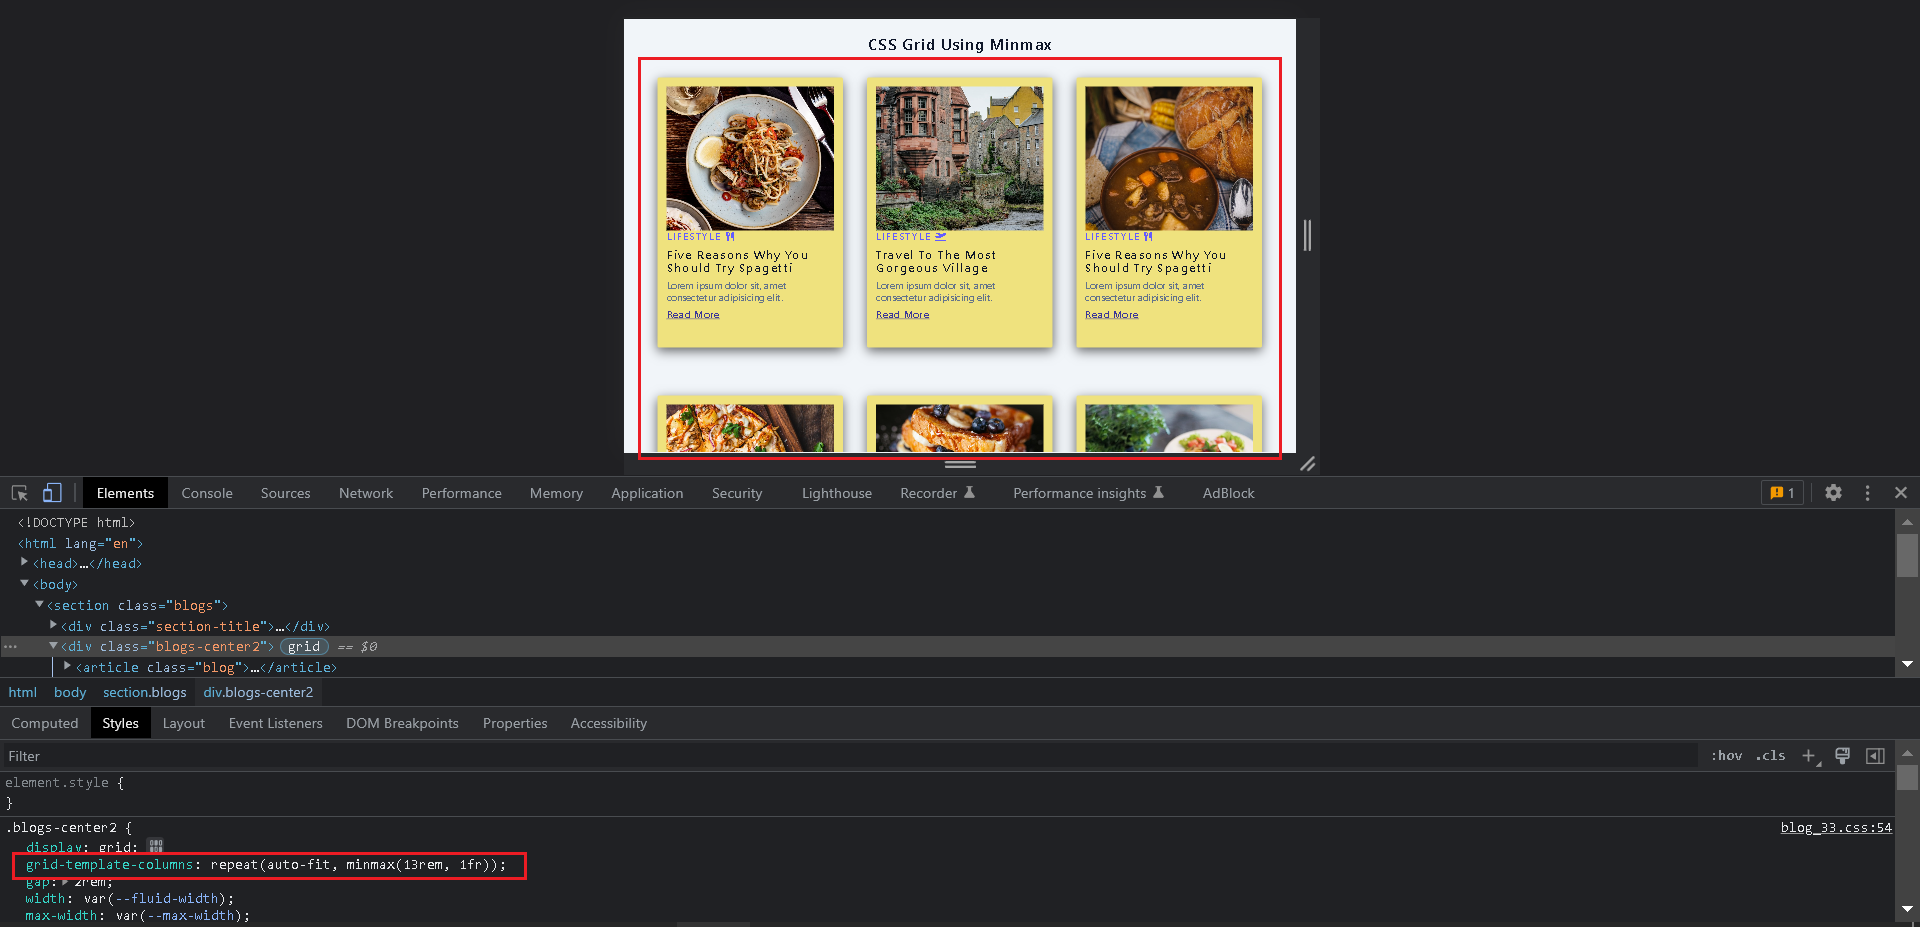 CSS Grid Using Minmax
LIFESTYLE
Five Reasons Why You
Should Try Spagetti
Lorem ipsum dolor sit, amet
consectetur adipisicing elit.
Read More
LIFESTYLE
Travel To The Most
Gorgeous Village
Lorem ipsum dolor sit, amet
consectetur adipisicing elit.
Read More
LIFESTYLE
Five Reasons Why You
Should Try Spagetti
Lorem ipsum dolor sit, amet
consectetur adipisicing elit.
Read More
Elements Console Sources Network Performance Memory Application Security Lighthouse Recorder Performance insights AdBlock 1
<!DOCTYPE html>
<html lang="en">
<head>…</head>
<body>
<section class="blogs">
<div class="section-title">…</div>
<div class="blogs-center2"> grid == $0
<article class="blog">…</article>
html body section.blogs div.blogs-center2
Computed Styles Layout Event Listeners DOM Breakpoints Properties Accessibility
Filter :hov .cls
element.style {
}
.blogs-center2 { blog_33.css:54
display: grid;
grid-template-columns: repeat(auto-fit, minmax(13rem, 1fr));
gap: 2rem;
width: var(--fluid-width);
max-width: var(--max-width);